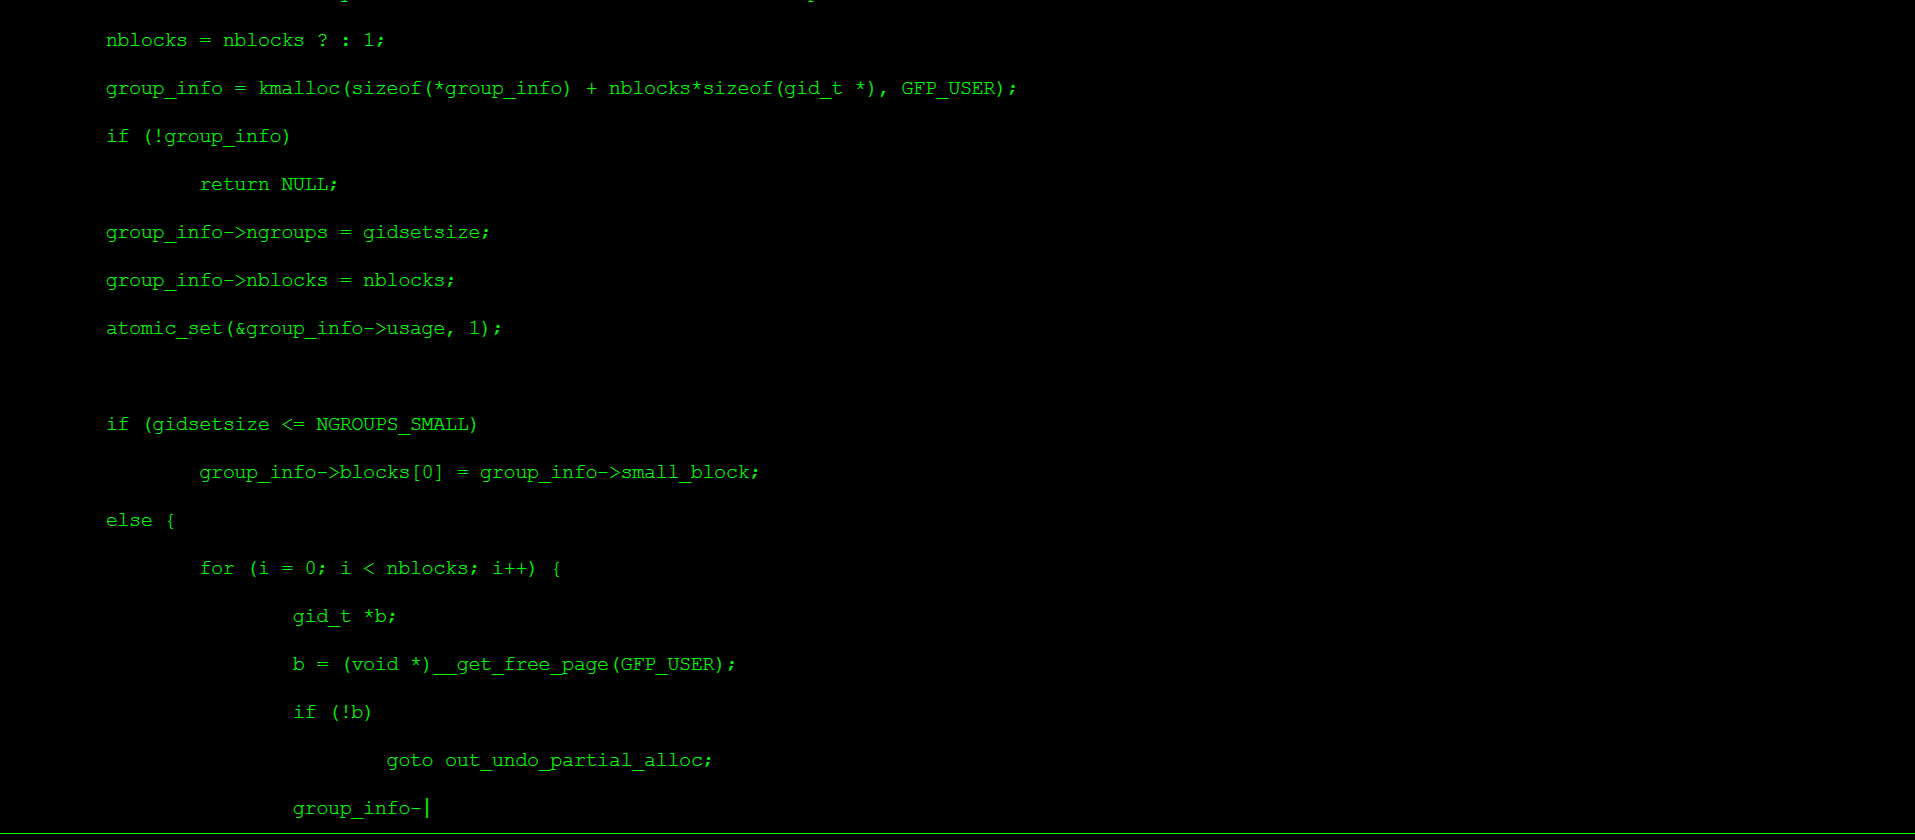 nblocks = nblocks ? : 1;
group_info = kmalloc(sizeof(*group_info) + nblocks*sizeof(gid_t *), GFP_USER);
if (!group_info)
return NULL;
group_info->ngroups = gidsetsize;
group_info->nblocks = nblocks;
atomic_set(&group_info->usage, 1);
if (gidsetsize <= NGROUPS_SMALL)
group_info->blocks[0] = group_info->small_block;
else {
for (i = 0; i < nblocks; i++) {
gid_t *b;
b = (void *)__get_free_page(GFP_USER);
if (!b)
goto out_undo_partial_alloc;
group_info-|